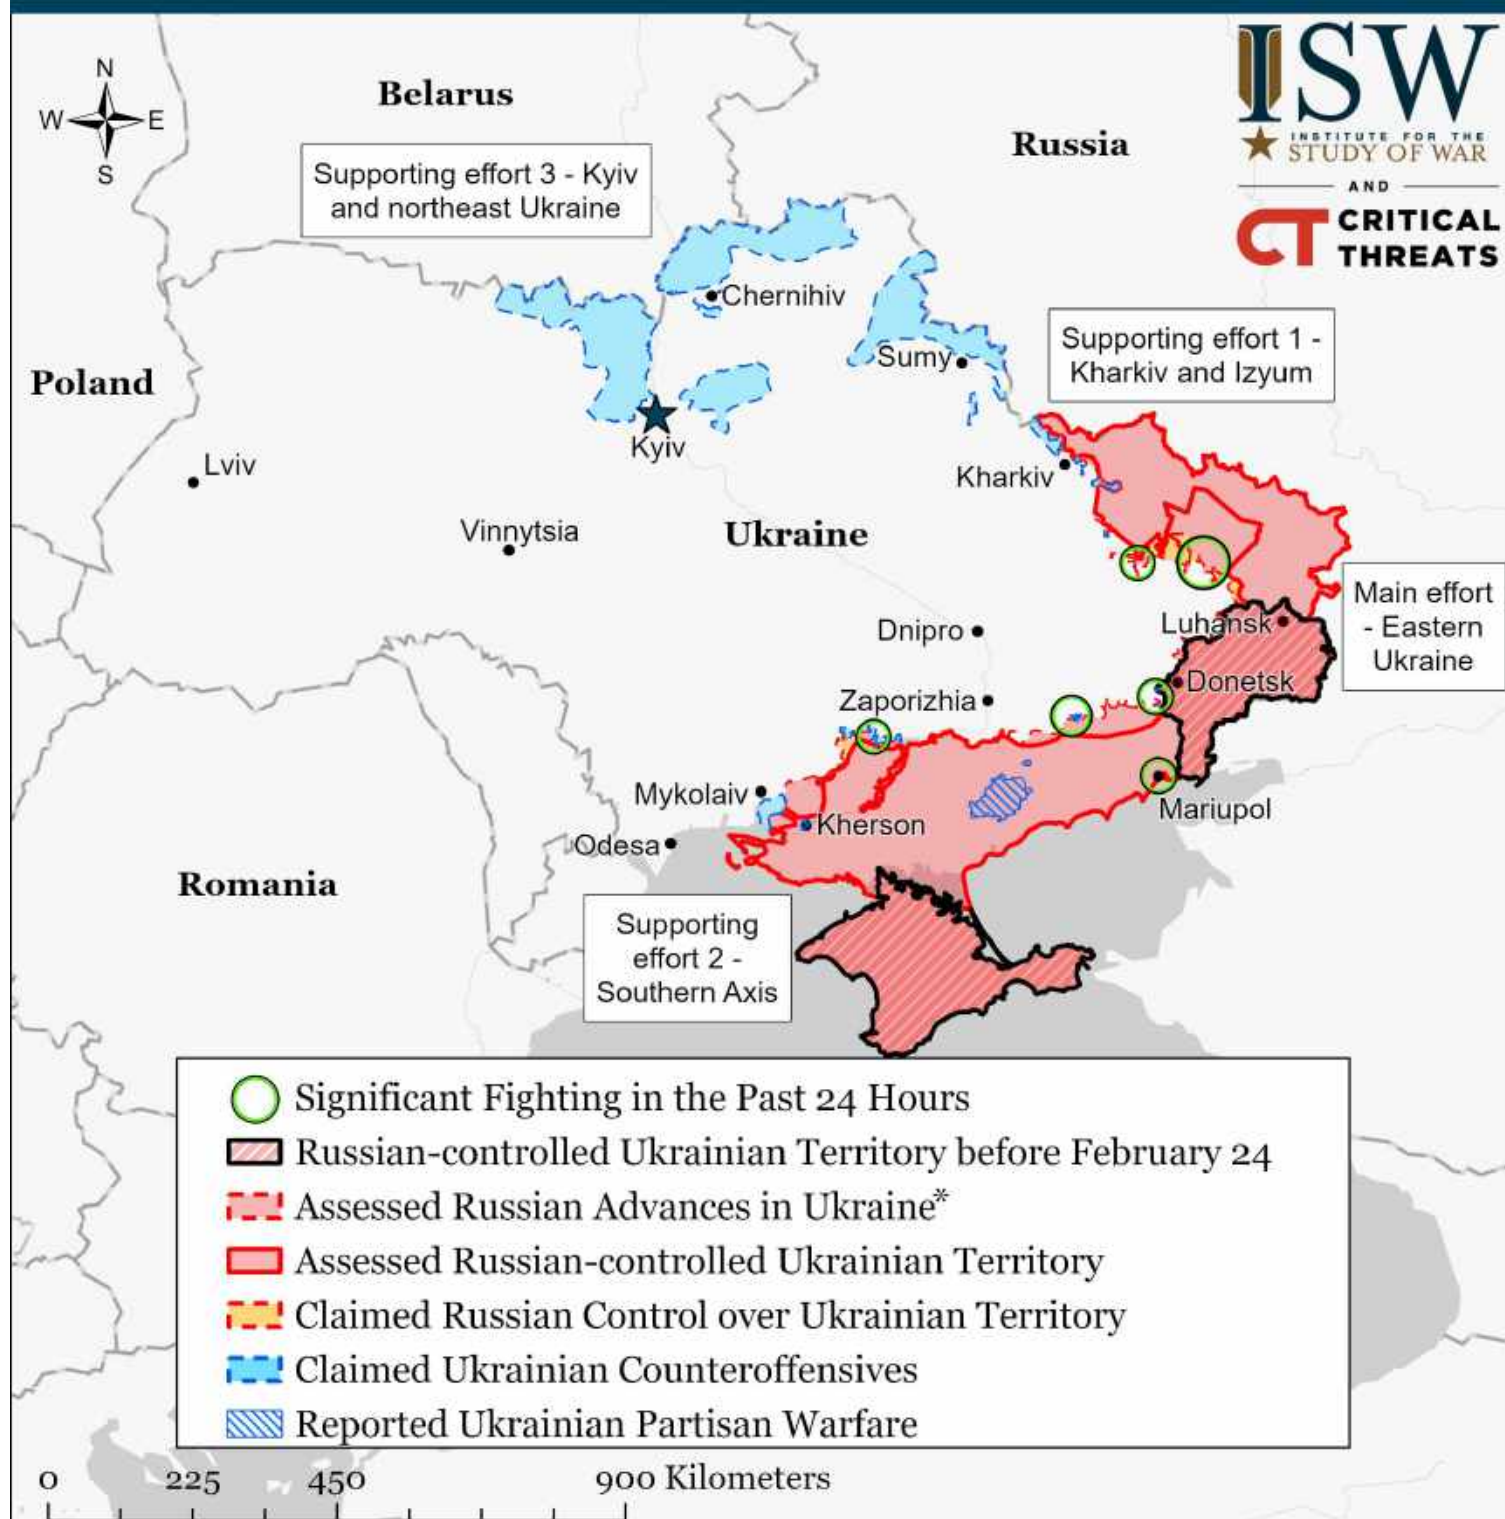 ISW
INSTITUTE FOR THE
STUDY OF WAR
AND
CT CRITICAL
THREATS
N
W E
S
Belarus
Russia
Supporting effort 3 - Kyiv
and northeast Ukraine
Chernihiv
Supporting effort 1 -
Kharkiv and Izyum
Sumy
Poland
Kyiv
Lviv
Kharkiv
Vinnytsia
Ukraine
Main effort
- Eastern
Ukraine
Luhansk
Dnipro
Donetsk
Zaporizhia
Mykolaiv
Mariupol
Kherson
Odesa
Romania
Supporting
effort 2 -
Southern Axis
Significant Fighting in the Past 24 Hours
Russian-controlled Ukrainian Territory before February 24
Assessed Russian Advances in Ukraine*
Assessed Russian-controlled Ukrainian Territory
Claimed Russian Control over Ukrainian Territory
Claimed Ukrainian Counteroffensives
Reported Ukrainian Partisan Warfare
0 225 450 900 Kilometers